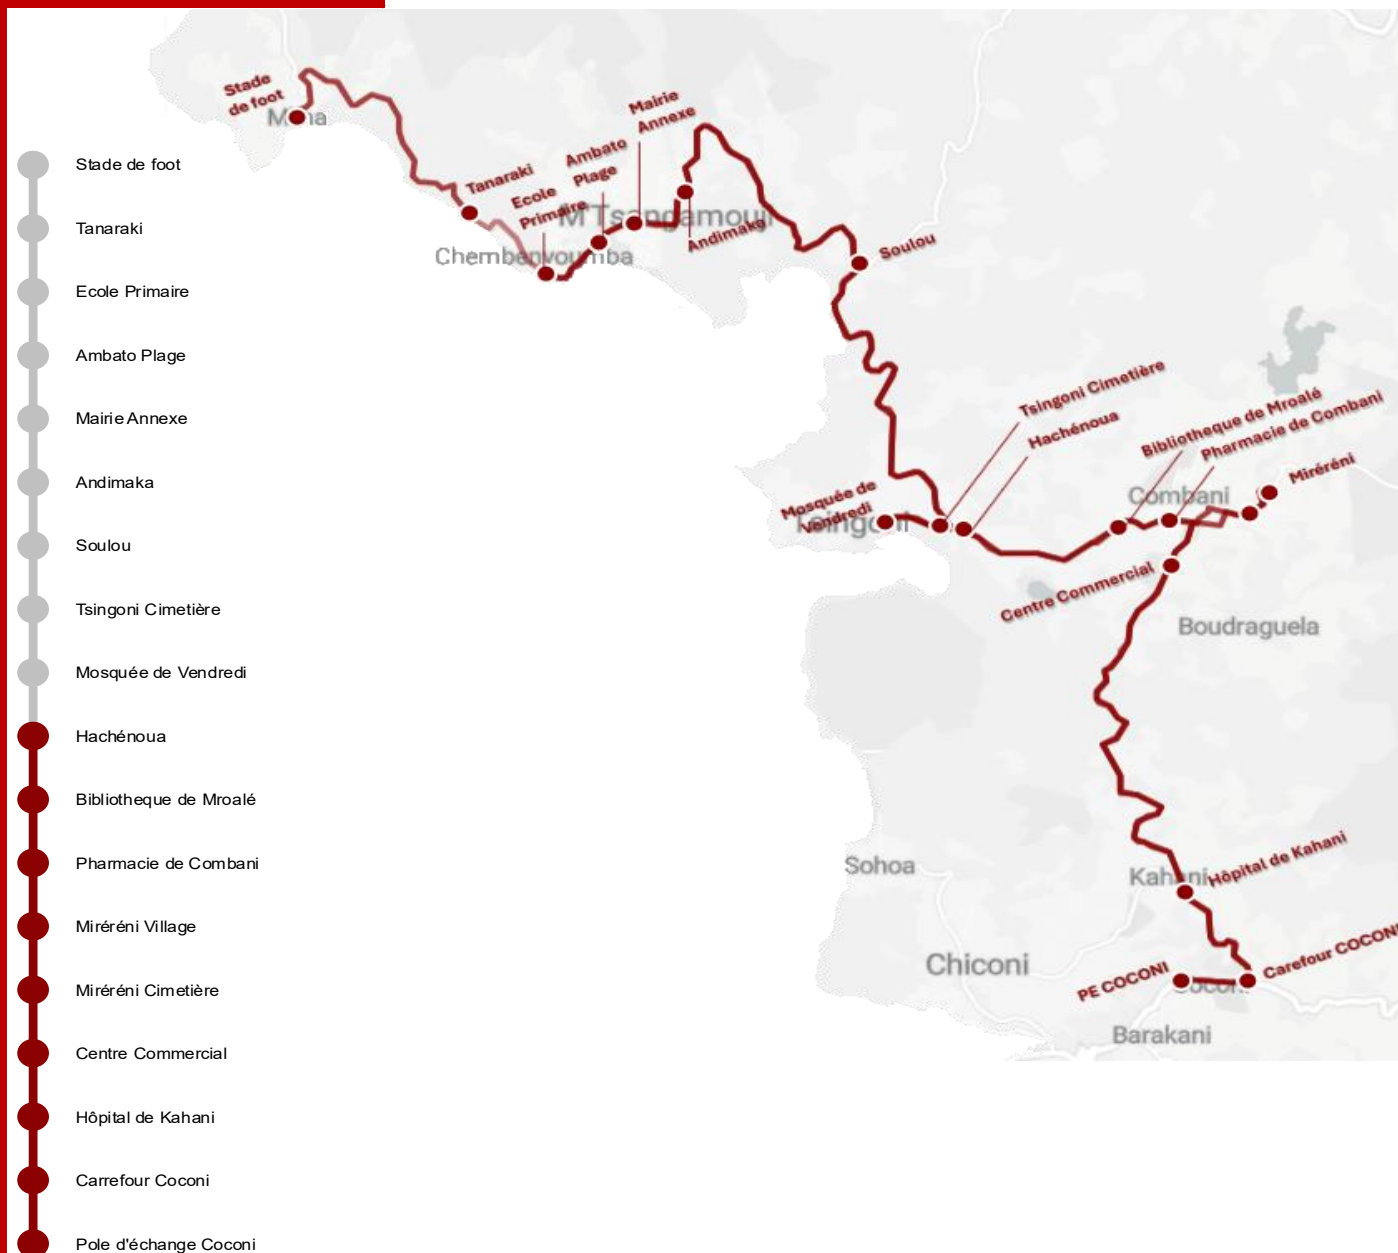 Stade de foot
Tanaraki
Ecole Primaire
Ambato Plage
Mairie Annexe
Andimaka
Soulou
Tsingoni Cimetière
Mosquée de Vendredi
Hachénoua
Bibliotheque de Mroalé
Pharmacie de Combani
Miréréni Village
Miréréni Cimetière
Centre Commercial
Hôpital de Kahani
Carrefour Coconi
Pole d'échange Coconi
Stade
de foot
Tanaraki
Ecole
Primaire
Ambato
Plage
Mairie
Annexe
M'Tsangamouji
Andimaka
Chembenyoumba
Soulou
Tsingoni Cimetière
Hachénoua
Bibliotheque de Mroalé
Pharmacie de Combani
Miréréni
Combani
Mosquée de
Vendredi
Tsingoni
Centre Commercial
Boudraguela
Sohoa
Kahani
Hôpital de Kahani
Chiconi
PE COCONI
Coconi
Carefour COCONI
Barakani